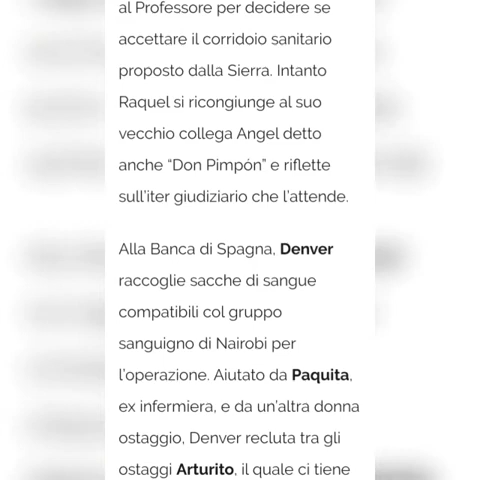 al Professore per decidere se
accettare il corridoio sanitario
proposto dalla Sierra. Intanto
Raquel si ricongiunge al suo
vecchio collega Angel detto
anche “Don Pimpón” e riflette
sull’iter giudiziario che l’attende.
Alla Banca di Spagna, Denver
raccoglie sacche di sangue
compatibili col gruppo
sanguigno di Nairobi per
l’operazione. Aiutato da Paquita,
ex infermiera, e da un’altra donna
ostaggio, Denver recluta tra gli
ostaggi Arturito, il quale ci tiene